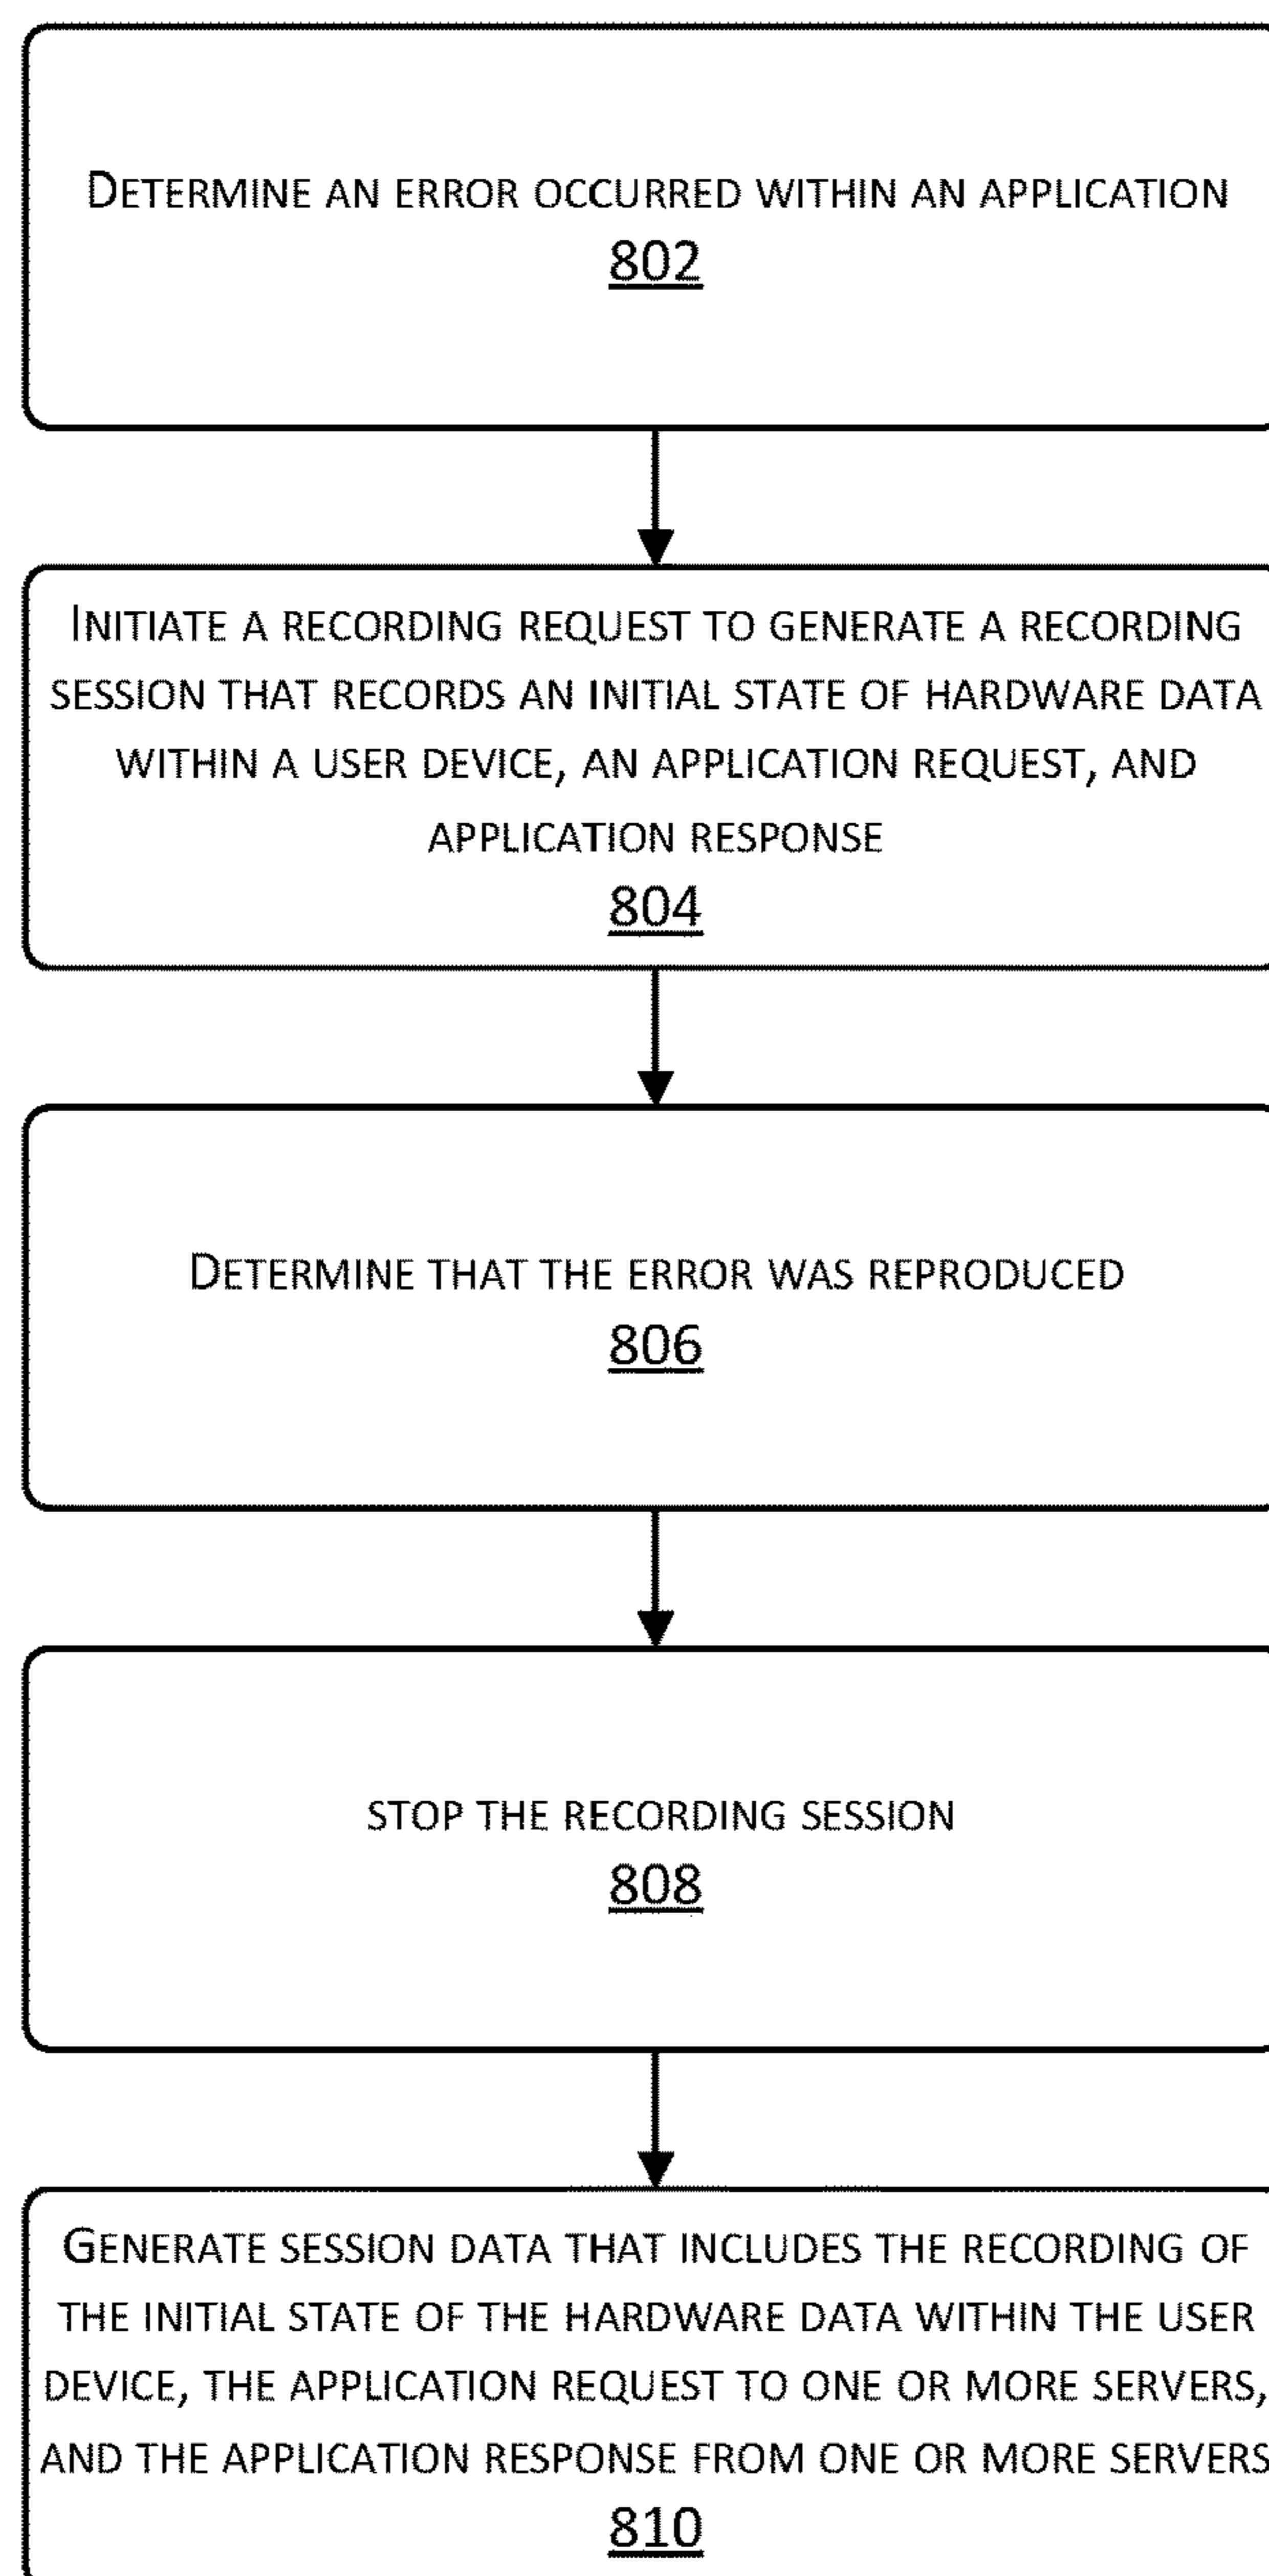 DETERMINE AN ERROR OCCURRED WITHIN AN APPLICATION
802
INITIATE A RECORDING REQUEST TO GENERATE A RECORDING
SESSION THAT RECORDS AN INITIAL STATE OF HARDWARE DATA
WITHIN A USER DEVICE, AN APPLICATION REQUEST, AND
APPLICATION RESPONSE
804
DETERMINE THAT THE ERROR WAS REPRODUCED
806
STOP THE RECORDING SESSION
808
GENERATE SESSION DATA THAT INCLUDES THE RECORDING OF
THE INITIAL STATE OF THE HARDWARE DATA WITHIN THE USER
DEVICE, THE APPLICATION REQUEST TO ONE OR MORE SERVERS,
AND THE APPLICATION RESPONSE FROM ONE OR MORE SERVERS
810